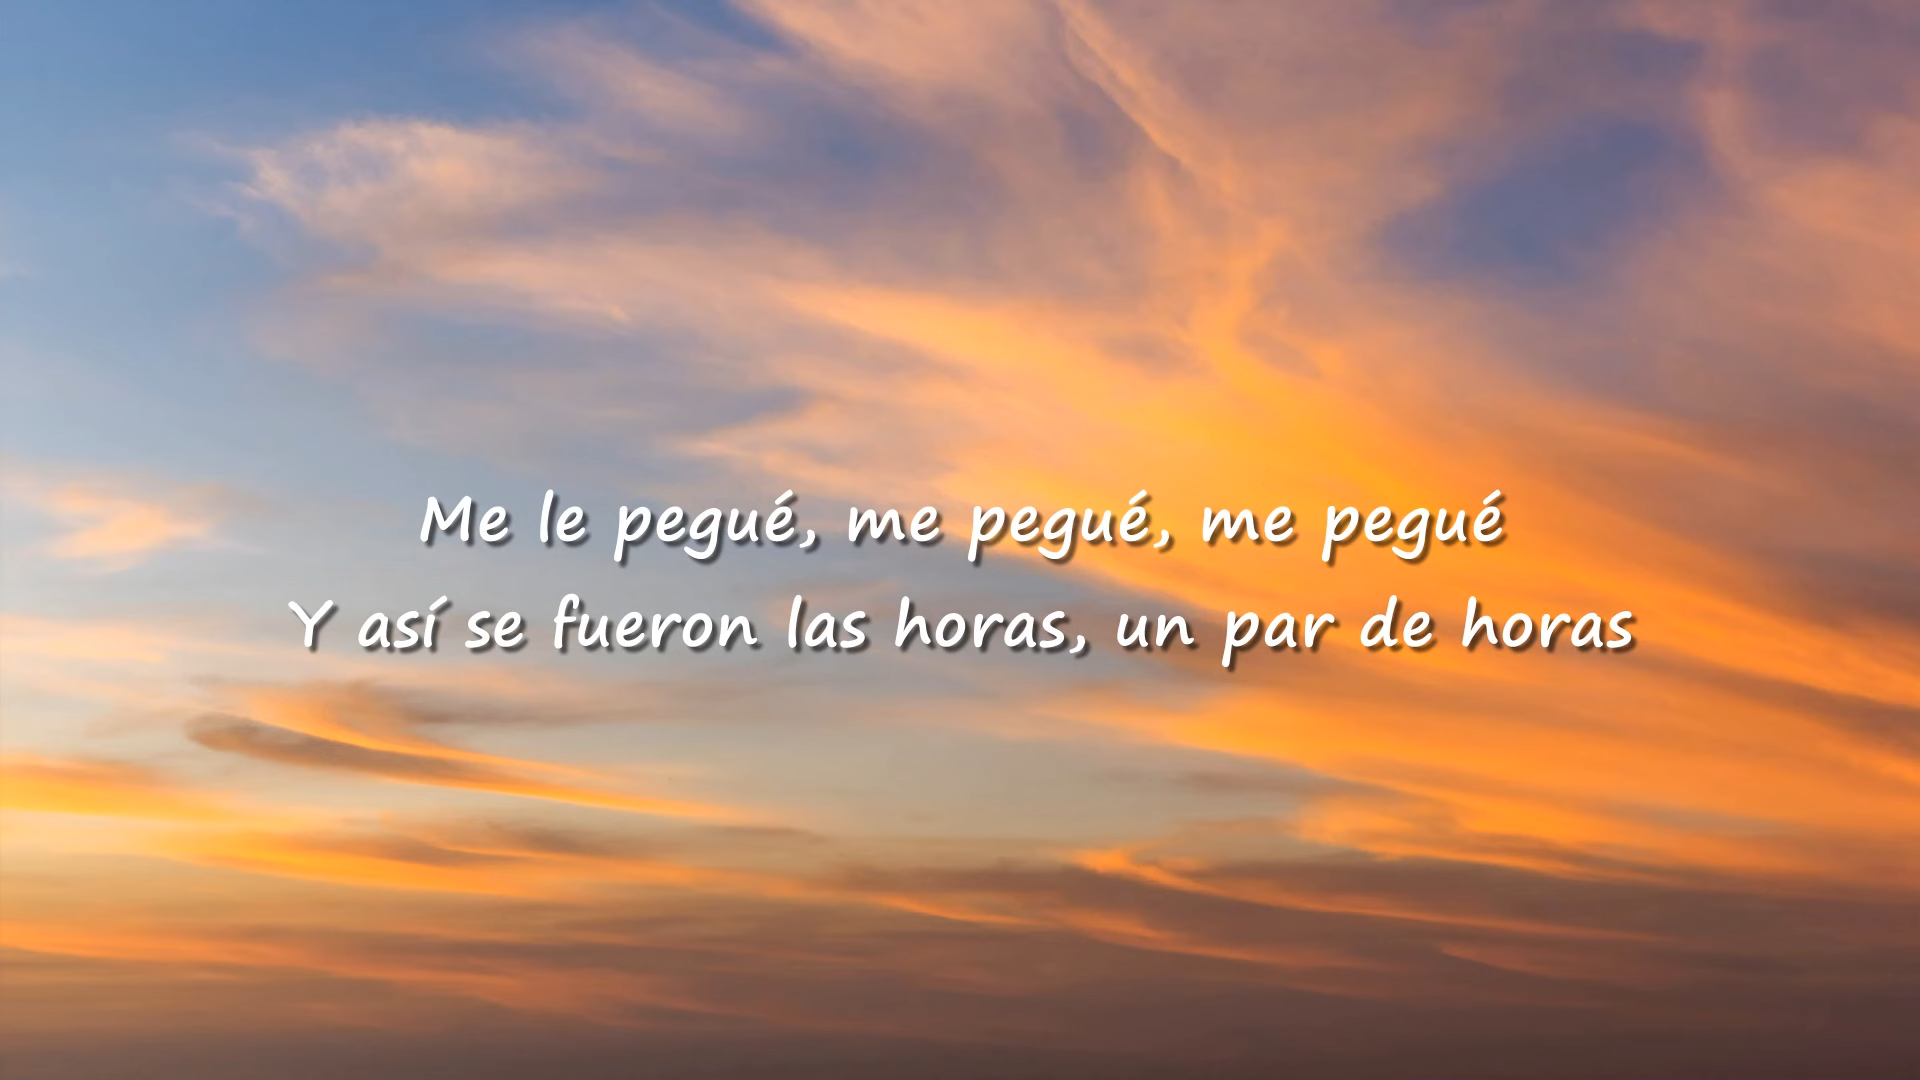 Me le pegué, me pegué, me pegué
Y así se fueron las horas, un par de horas